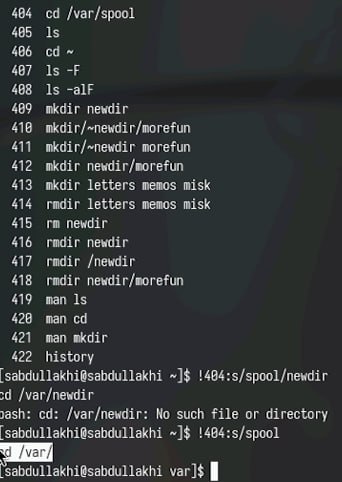 404 cd /var/spool
405 ls
406 cd ~
407 ls -F
408 ls -alF
409 mkdir newdir
410 mkdir/~newdir/morefun
411 mkdir/~newdir morefun
412 mkdir newdir/morefun
413 mkdir letters memos misk
414 rmdir letters memos misk
415 rm newdir
416 rmdir newdir
417 rmdir /newdir
418 rmdir newdir/morefun
419 man ls
420 man cd
421 man mkdir
422 history
[sabdullakhi@sabdullakhi ~]$ !404:s/spool/newdir
cd /var/newdir
bash: cd: /var/newdir: No such file or directory
[sabdullakhi@sabdullakhi ~]$ !404:s/spool
cd /var/
[sabdullakhi@sabdullakhi var]$